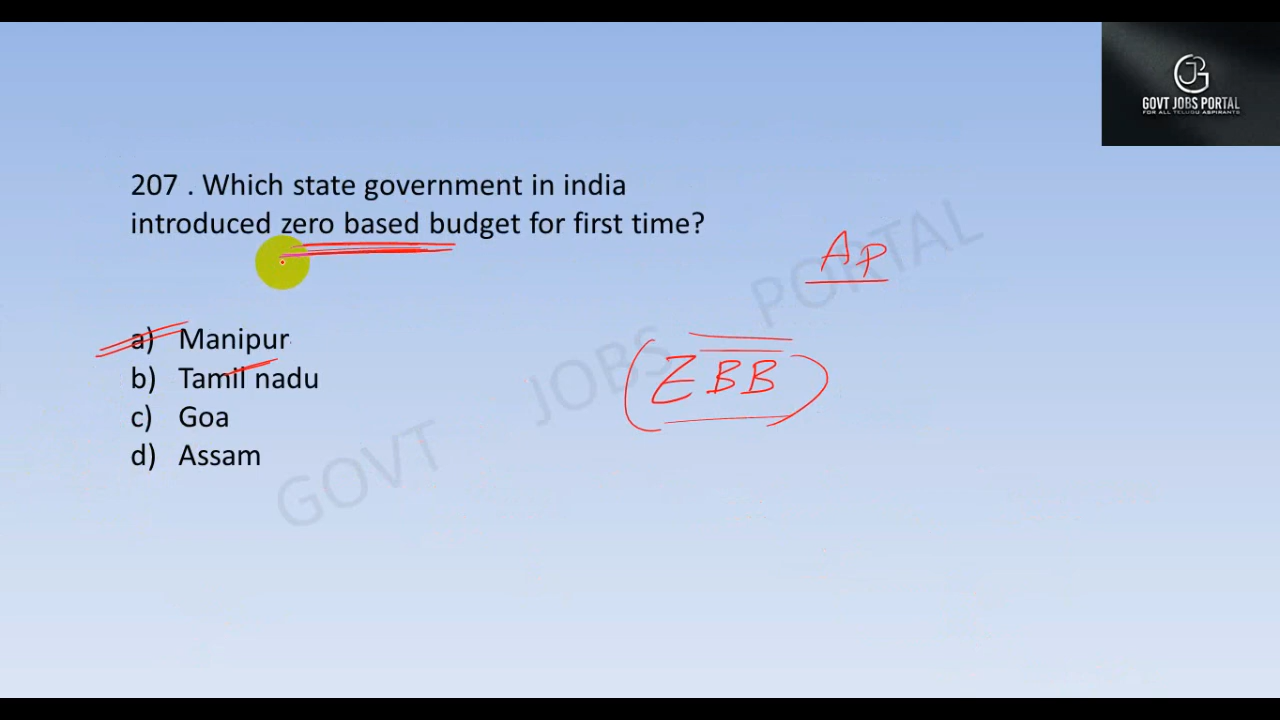 GOVT JOBS PORTAL
FOR ALL TELUGU ASPIRANTS
207 . Which state government in india
introduced zero based budget for first time?
AP
a) Manipur
ZBB
b) Tamil nadu
c) Goa
d) Assam
GOVT JOBS PORTAL